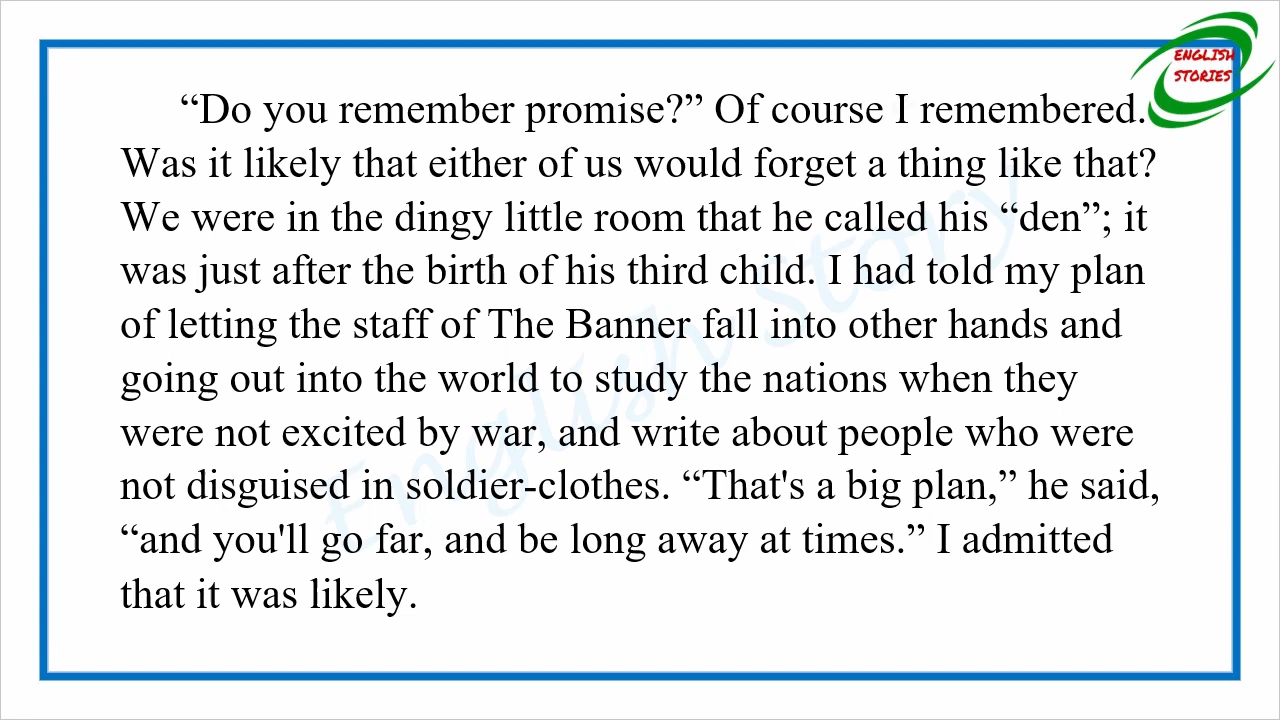 ENGLISH
STORIES
“Do you remember promise?” Of course I remembered.
Was it likely that either of us would forget a thing like that?
We were in the dingy little room that he called his “den”; it
was just after the birth of his third child. I had told my plan
of letting the staff of The Banner fall into other hands and
going out into the world to study the nations when they
were not excited by war, and write about people who were
not disguised in soldier-clothes. “That's a big plan,” he said,
“and you'll go far, and be long away at times.” I admitted
that it was likely.
English Story